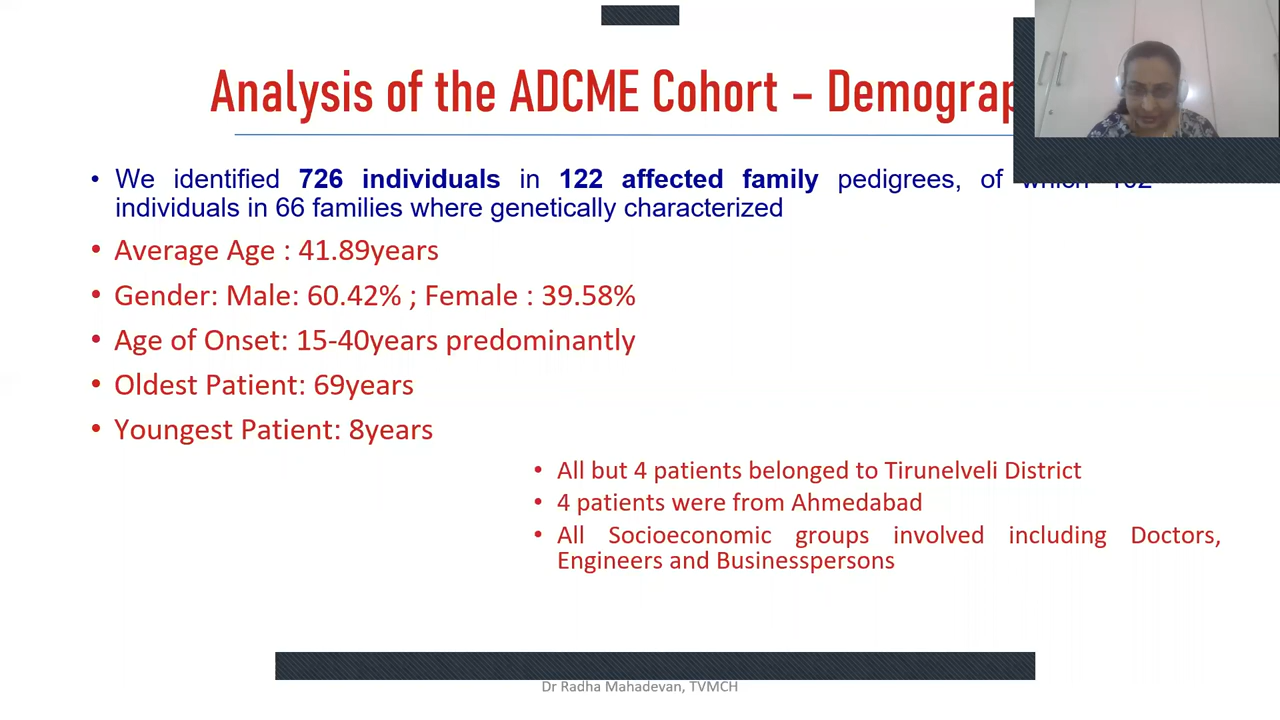 Analysis of the ADCME Cohort – Demograp
• We identified 726 individuals in 122 affected family pedigrees, of
individuals in 66 families where genetically characterized
• Average Age : 41.89years
• Gender: Male: 60.42% ; Female : 39.58%
• Age of Onset: 15-40years predominantly
• Oldest Patient: 69years
• Youngest Patient: 8years
• All but 4 patients belonged to Tirunelveli District
• 4 patients were from Ahmedabad
• All Socioeconomic groups involved including Doctors,
Engineers and Businesspersons
Dr Radha Mahadevan, TVMCH